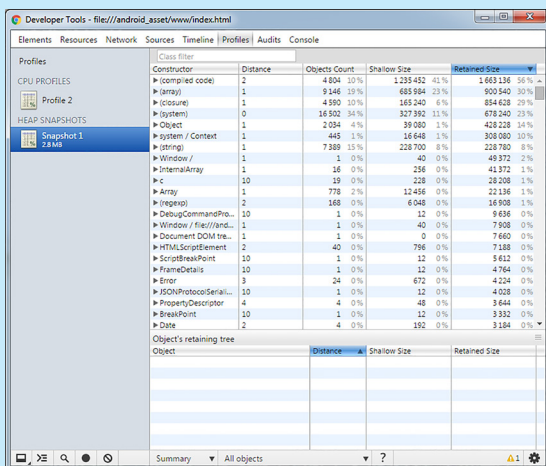 Developer Tools - file:///android_asset/www/index.html
Elements Resources Network Sources Timeline Profiles Audits Console
Profiles
CPU PROFILES
Profile 2
HEAP SNAPSHOTS
Snapshot 1
2.8 MB
Class filter
Constructor Distance Objects Count Shallow Size Retained Size
(compiled code) 2 4 804 10% 1 235 452 41% 1 663 136 56%
(array) 1 9 146 19% 685 984 23% 900 540 30%
(closure) 1 4 590 10% 165 240 6% 854 628 29%
(system) 0 16 502 34% 327 392 11% 678 240 23%
Object 1 2 034 4% 39 080 1% 428 228 14%
system / Context 1 445 1% 16 648 1% 308 080 10%
(string) 1 7 389 15% 228 700 8% 228 780 8%
Window / 1 1 0% 40 0% 49 372 2%
InternalArray 1 16 0% 256 0% 41 372 1%
c 10 19 0% 228 0% 28 208 1%
Array 1 778 2% 12 456 0% 22 136 1%
(regexp) 2 168 0% 6 048 0% 16 908 1%
DebugCommandPro... 10 1 0% 12 0% 9 636 0%
Window / file:///and... 1 1 0% 40 0% 7 908 0%
Document DOM tre... 1 1 0% 0 0% 7 660 0%
HTMLScriptElement 2 40 0% 796 0% 7 188 0%
ScriptBreakPoint 10 1 0% 12 0% 5 612 0%
FrameDetails 10 1 0% 12 0% 4 764 0%
Error 3 24 0% 672 0% 4 224 0%
JSONProtocolSeriali... 10 1 0% 12 0% 4 028 0%
PropertyDescriptor 4 4 0% 48 0% 3 644 0%
BreakPoint 10 1 0% 12 0% 3 332 0%
Date 2 4 0% 192 0% 3 184 0%
Object's retaining tree
Object Distance Shallow Size Retained Size
Summary All objects ? 1